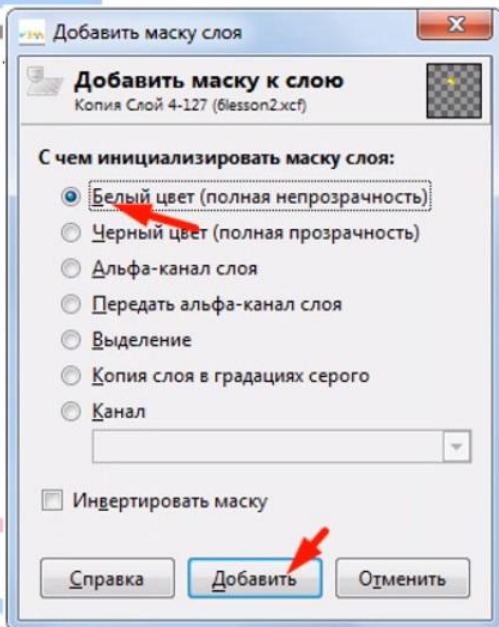 Добавить маску слоя
Добавить маску к слою
Копия Слой 4-127 (6lesson2.xcf)
С чем инициализировать маску слоя:
Белый цвет (полная непрозрачность)
Черный цвет (полная прозрачность)
Альфа-канал слоя
Передать альфа-канал слоя
Выделение
Копия слоя в градациях серого
Канал
Инвертировать маску
Справка Добавить Отменить